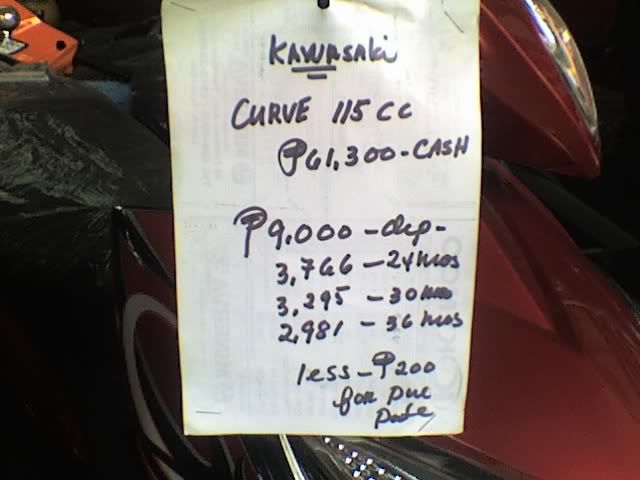 KAWASAKi
CURVE 115 CC
₱61,300 - CASH
₱9,000 - dep -
3,766 - 24 mos
3,295 - 30 mos
2,981 - 36 mos
less - ₱200
for Due
Date